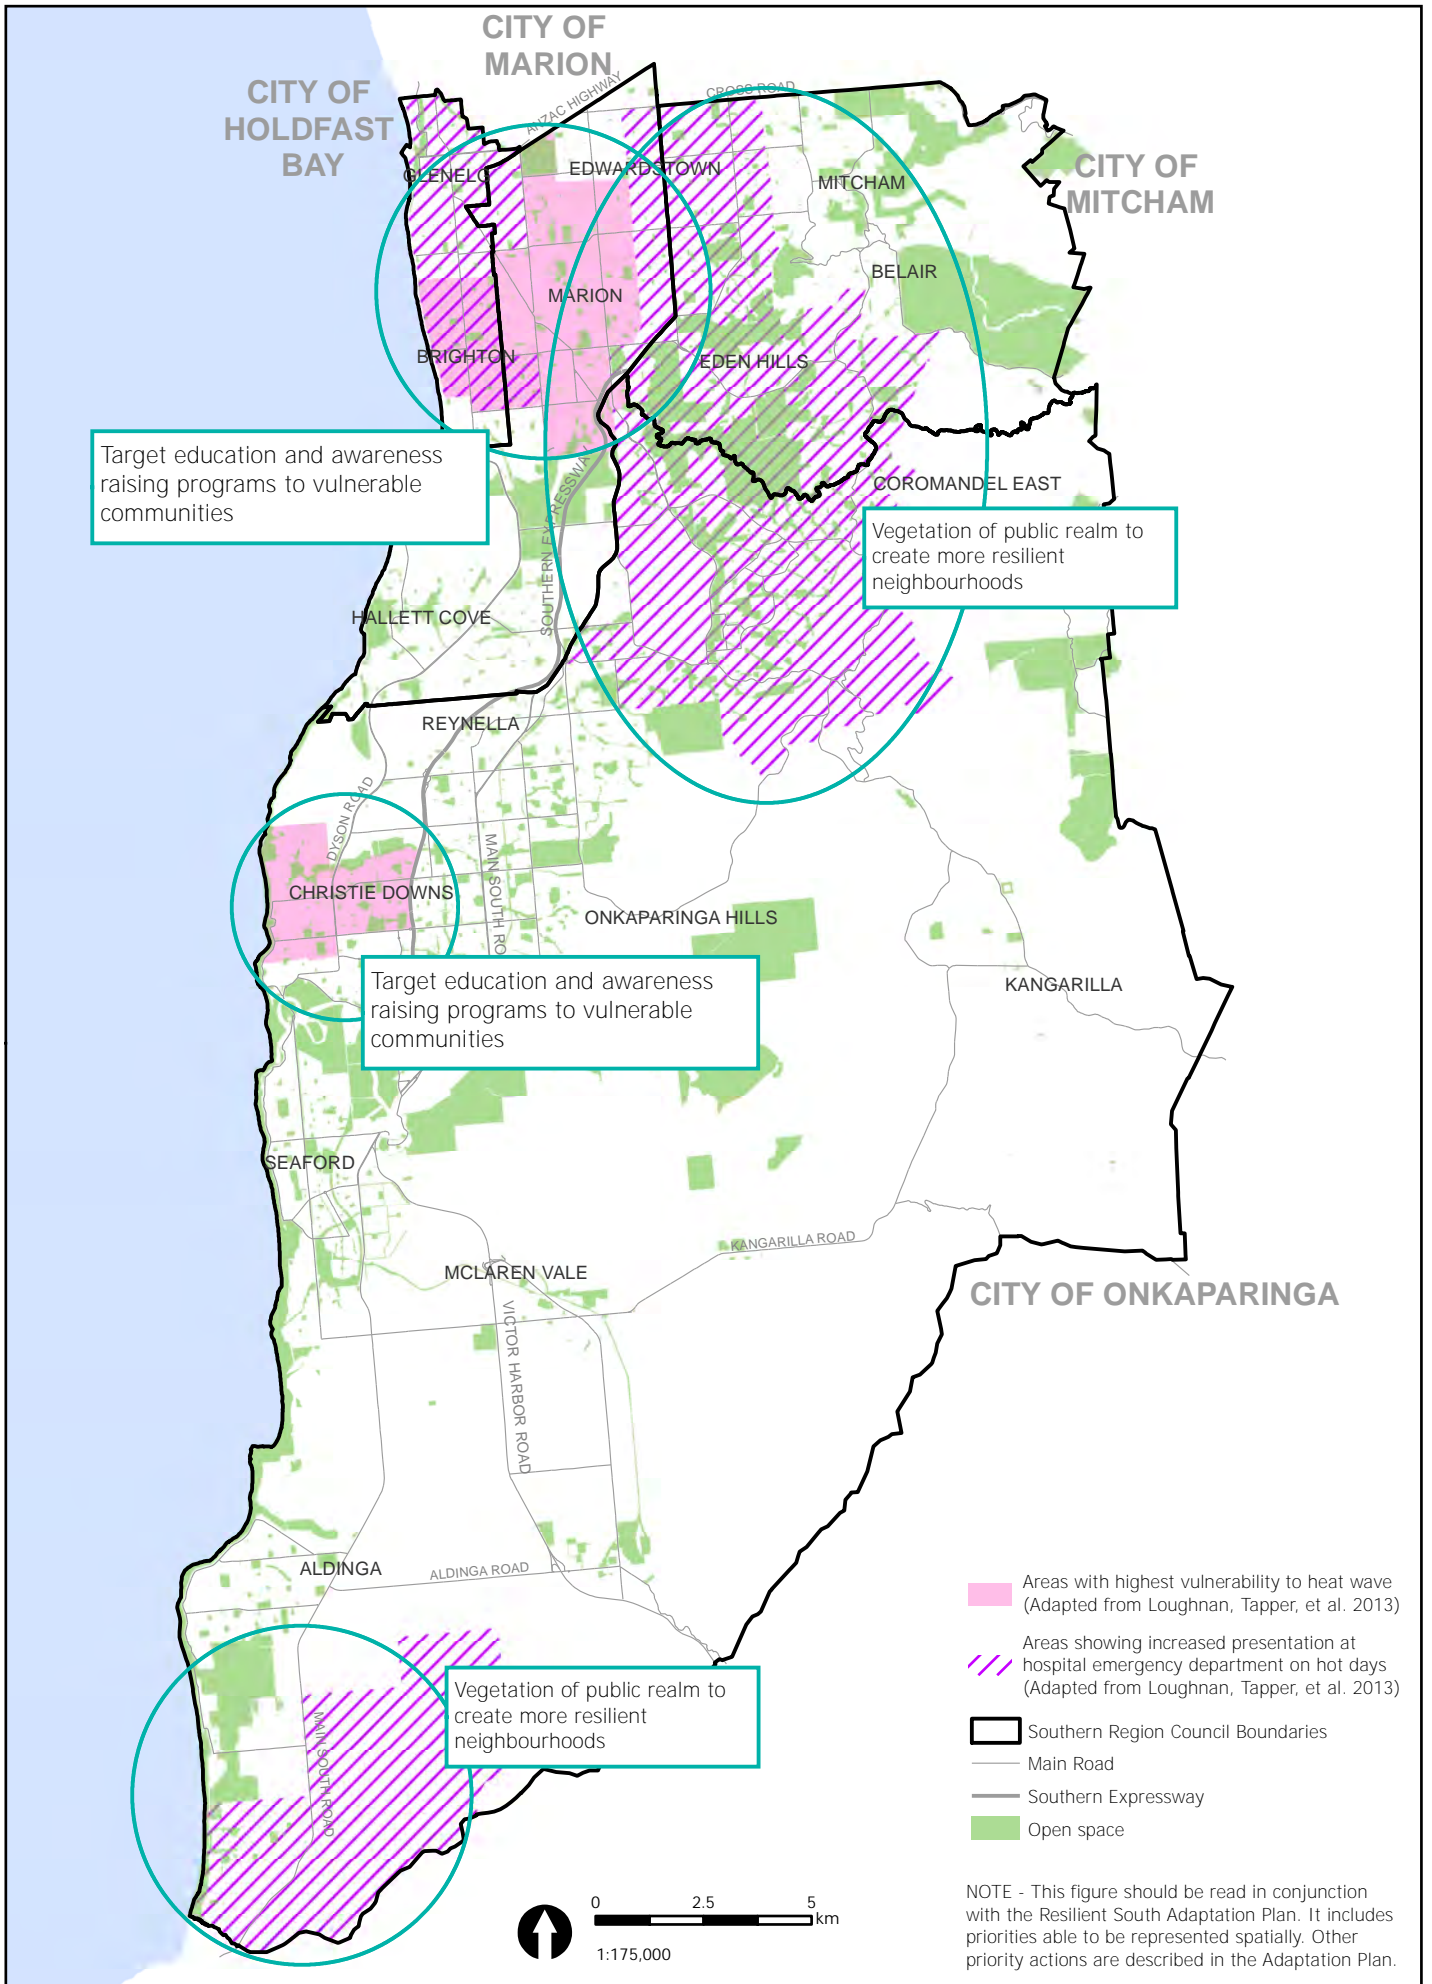 CITY OF
MARION
CITY OF
HOLDFAST
BAY
ANZAC HIGHWAY
CROSS ROAD
CITY OF
MITCHAM
EDWARDSTOWN
MITCHAM
BELAIR
MARION
BRIGHTON
EDEN HILLS
Target education and awareness
raising programs to vulnerable
communities
COROMANDEL EAST
Vegetation of public realm to
create more resilient
neighbourhoods
HALLETT COVE
REYNELLA
DYSON ROAD
CHRISTIE DOWNS
ONKAPARINGA HILLS
Target education and awareness
raising programs to vulnerable
communities
KANGARILLA
SEAFORD
KANGARILLA ROAD
MCLAREN VALE
CITY OF ONKAPARINGA
VICTOR HARBOR ROAD
ALDINGA
ALDINGA ROAD
Vegetation of public realm to
create more resilient
neighbourhoods
MAIN SOUTH ROAD
Areas with highest vulnerability to heat wave
(Adapted from Loughnan, Tapper, et al. 2013)
Areas showing increased presentation at
hospital emergency department on hot days
(Adapted from Loughnan, Tapper, et al. 2013)
Southern Region Council Boundaries
Main Road
Southern Expressway
Open space
0 2.5 5
km
1:175,000
NOTE - This figure should be read in conjunction
with the Resilient South Adaptation Plan. It includes
priorities able to be represented spatially. Other
priority actions are described in the Adaptation Plan.